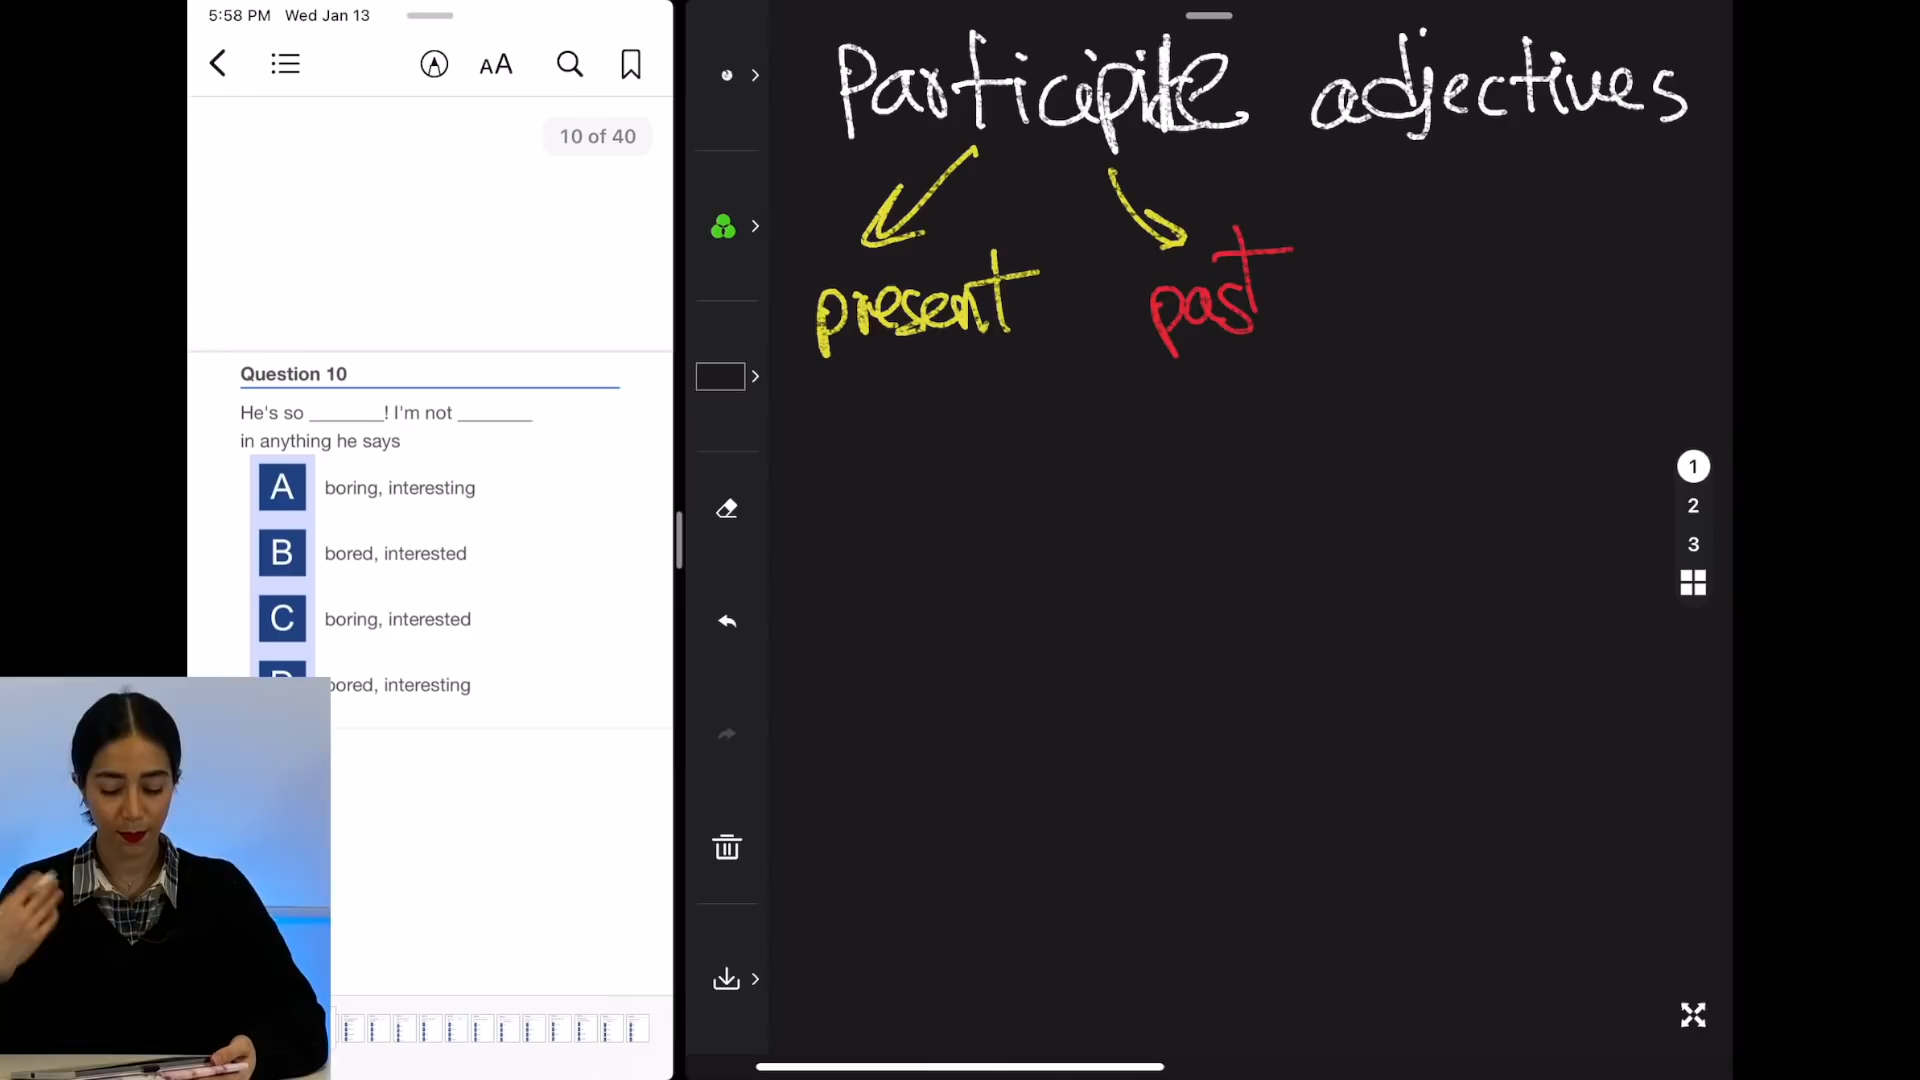 5:58 PM Wed Jan 13
AA
10 of 40
Question 10
He's so ________! I'm not ________
in anything he says
A boring, interesting
B bored, interested
C boring, interested
bored, interesting
Participle adjectives
present past
1
2
3